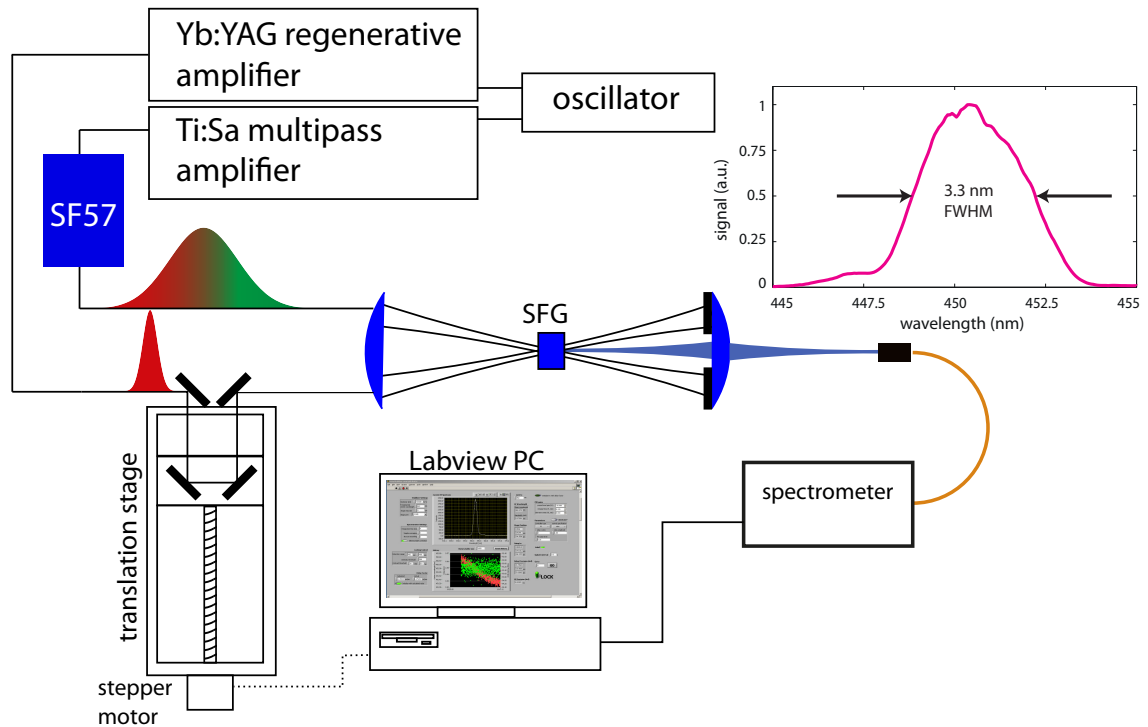 Yb:YAG regenerative
amplifier
Ti:Sa multipass
amplifier
oscillator
SF57
SFG
1
0.75
0.5
0.25
0
signal (a.u.)
3.3 nm
FWHM
445
447.5
450
452.5
455
wavelength (nm)
translation stage
stepper
motor
Labview PC
LOCK
spectrometer